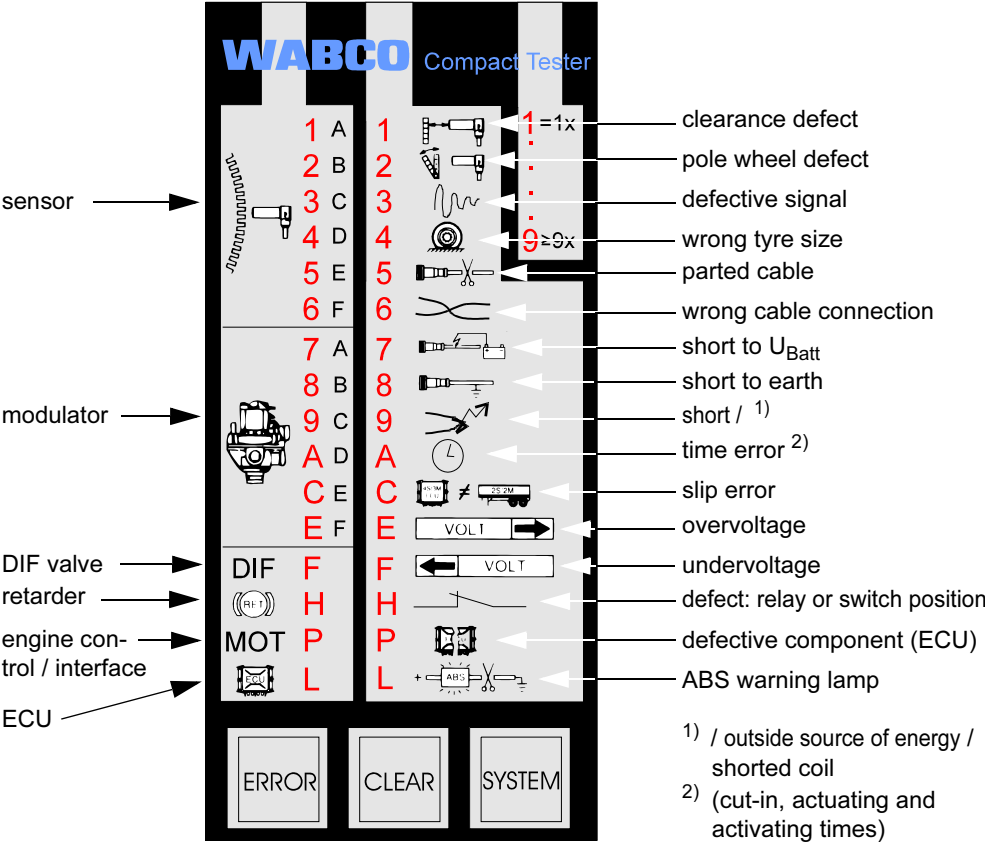 WABCO Compact Tester
1 A 1 1 =1x clearance defect
2 B 2 pole wheel defect
sensor 3 C 3 defective signal
4 D 4 9 ≥9x wrong tyre size
5 E 5 parted cable
6 F 6 wrong cable connection
7 A 7 short to UBatt
8 B 8 short to earth
modulator 9 C 9 short / 1)
A D A time error 2)
C E C ≠ 2S/2M slip error
E F E VOLT overvoltage
DIF valve DIF F F VOLT undervoltage
retarder RET H H defect: relay or switch position
engine con-
trol / interface
MOT P P defective component (ECU)
ECU L L + ABS ABS warning lamp
ECU
1) / outside source of energy /
shorted coil
2) (cut-in, actuating and
activating times)
ERROR CLEAR SYSTEM